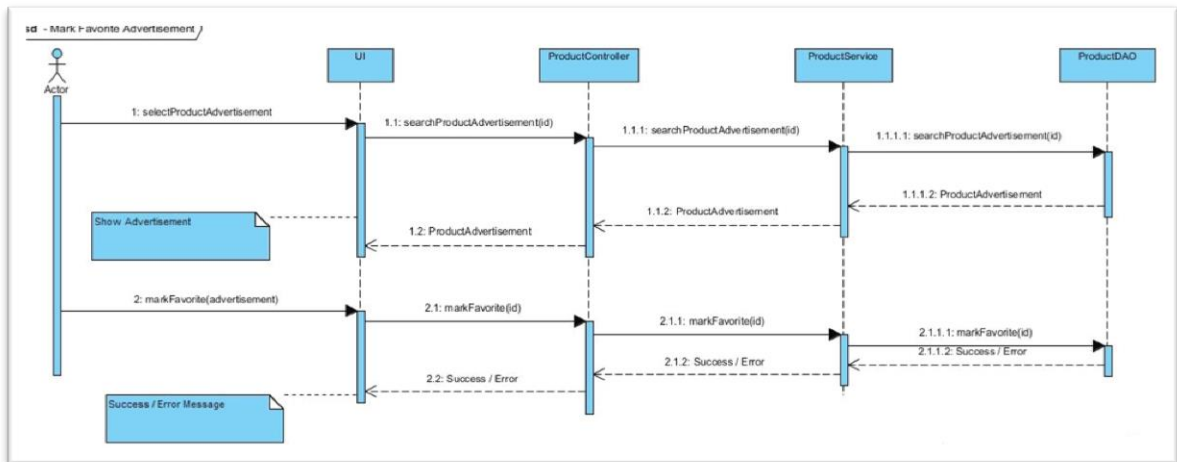 sd - Mark Favorite Advertisement
UI
ProductController
ProductService
ProductDAO
Actor
1: selectProductAdvertisement
1.1: searchProductAdvertisement(id)
1.1.1: searchProductAdvertisement(id)
1.1.1.1: searchProductAdvertisement(id)
1.1.1.2: ProductAdvertisement
1.1.2: ProductAdvertisement
1.2: ProductAdvertisement
Show Advertisement
2: markFavorite(advertisement)
2.1: markFavorite(id)
2.1.1: markFavorite(id)
2.1.1.1: markFavorite(id)
2.1.1.2: Success / Error
2.1.2: Success / Error
2.2: Success / Error
Success / Error Message